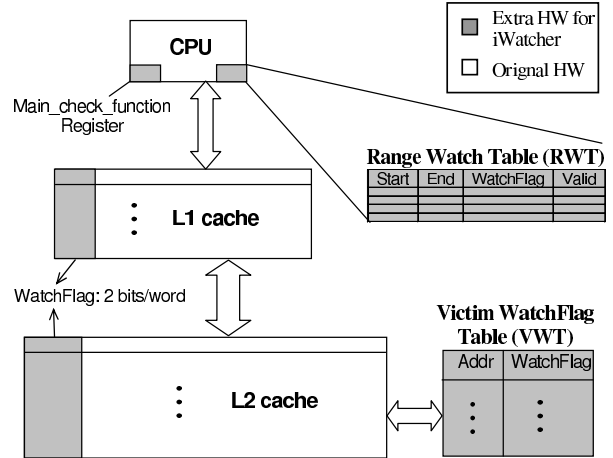 CPU
Extra HW for
iWatcher
Orignal HW
Main_check_function
Register
Range Watch Table (RWT)
Start End WatchFlag Valid
L1 cache
WatchFlag: 2 bits/word
Victim WatchFlag
Table (VWT)
Addr WatchFlag
L2 cache